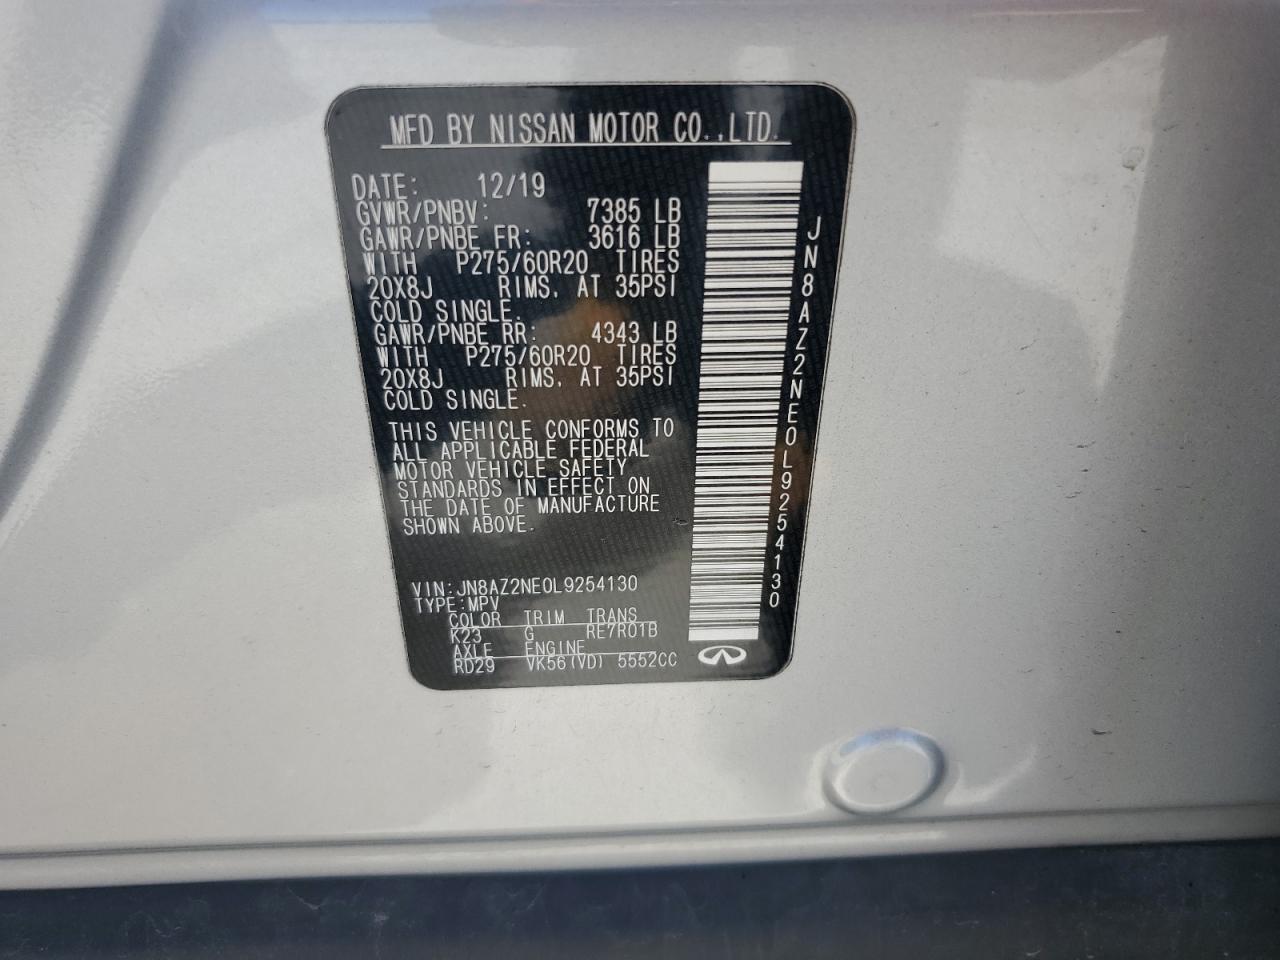 MFD BY NISSAN MOTOR CO.,LTD.
DATE: 12/19
GVWR/PNBV: 7385 LB
GAWR/PNBE FR: 3616 LB
WITH P275/60R20 TIRES
20X8J RIMS, AT 35PSI
COLD SINGLE.
GAWR/PNBE RR: 4343 LB
WITH P275/60R20 TIRES
20X8J RIMS, AT 35PSI
COLD SINGLE.
THIS VEHICLE CONFORMS TO
ALL APPLICABLE FEDERAL
MOTOR VEHICLE SAFETY
STANDARDS IN EFFECT ON
THE DATE OF MANUFACTURE
SHOWN ABOVE.
VIN:JN8AZ2NE0L9254130
TYPE:MPV
COLOR TRIM TRANS
K23 G RE7R01B
AXLE ENGINE
RD29 VK56(VD) 5552CC
JN8AZ2NE0L9254130